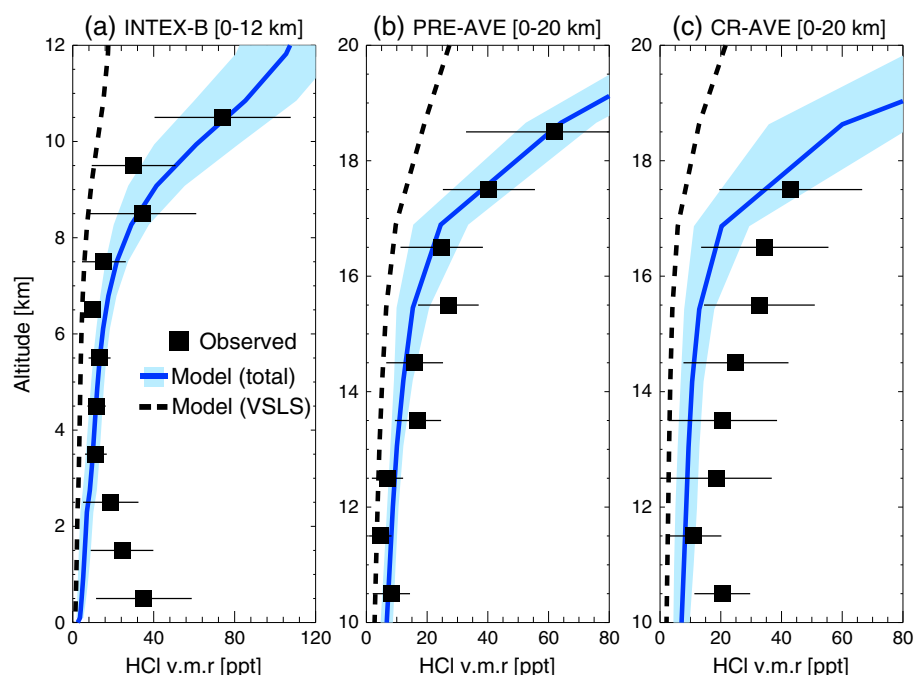 (a) INTEX-B [0-12 km]
(b) PRE-AVE [0-20 km]
(c) CR-AVE [0-20 km]
Altitude [km]
12
10
8
6
4
2
0
Observed
Model (total)
Model (VSLS)
0 40 80 120
HCl v.m.r [ppt]
20
18
16
14
12
10
0 20 40 60 80
HCl v.m.r [ppt]
20
18
16
14
12
10
0 20 40 60 80
HCl v.m.r [ppt]